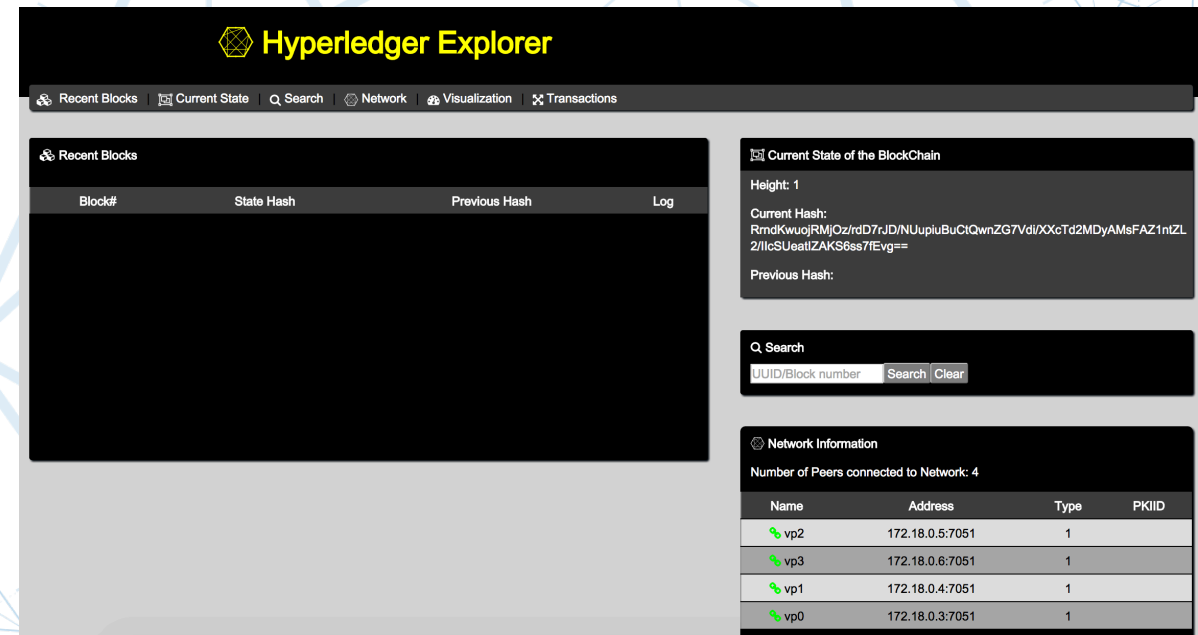 Hyperledger Explorer
Recent Blocks Current State Search Network Visualization Transactions
Recent Blocks
Block# State Hash Previous Hash Log
Current State of the BlockChain
Height: 1
Current Hash:
RrndKwuojRMjOz/rdD7rJD/NUupiuBuCtQwnZG7Vdi/XXcTd2MDyAMsFAZ1ntZL
2/IIcSUeatIZAKS6ss7fEvg==
Previous Hash:
Search
UUID/Block number Search Clear
Network Information
Number of Peers connected to Network: 4
Name Address Type PKIID
vp2 172.18.0.5:7051 1
vp3 172.18.0.6:7051 1
vp1 172.18.0.4:7051 1
vp0 172.18.0.3:7051 1